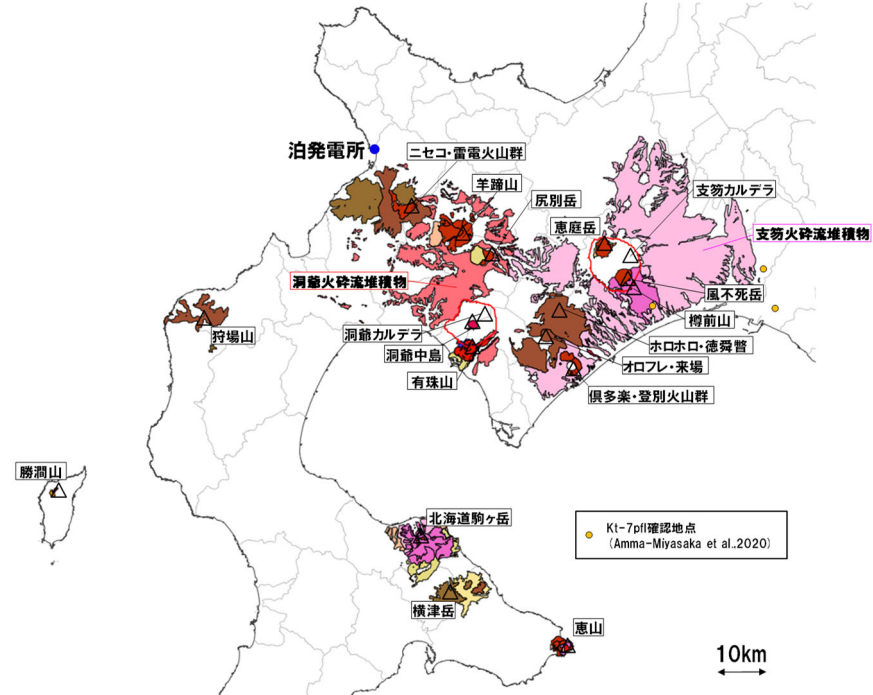 泊発電所
ニセコ・雷電火山群
羊蹄山
尻別岳
恵庭岳
支笏カルデラ
支笏火砕流堆積物
洞爺火砕流堆積物
風不死岳
樽前山
狩場山
洞爺カルデラ
洞爺中島
有珠山
ホロホロ・徳舜瞥
オロフレ・来場
倶多楽・登別火山群
勝澗山
北海道駒ヶ岳
Kt-7pfl確認地点
(Amma-Miyasaka et al.,2020)
横津岳
恵山
10km